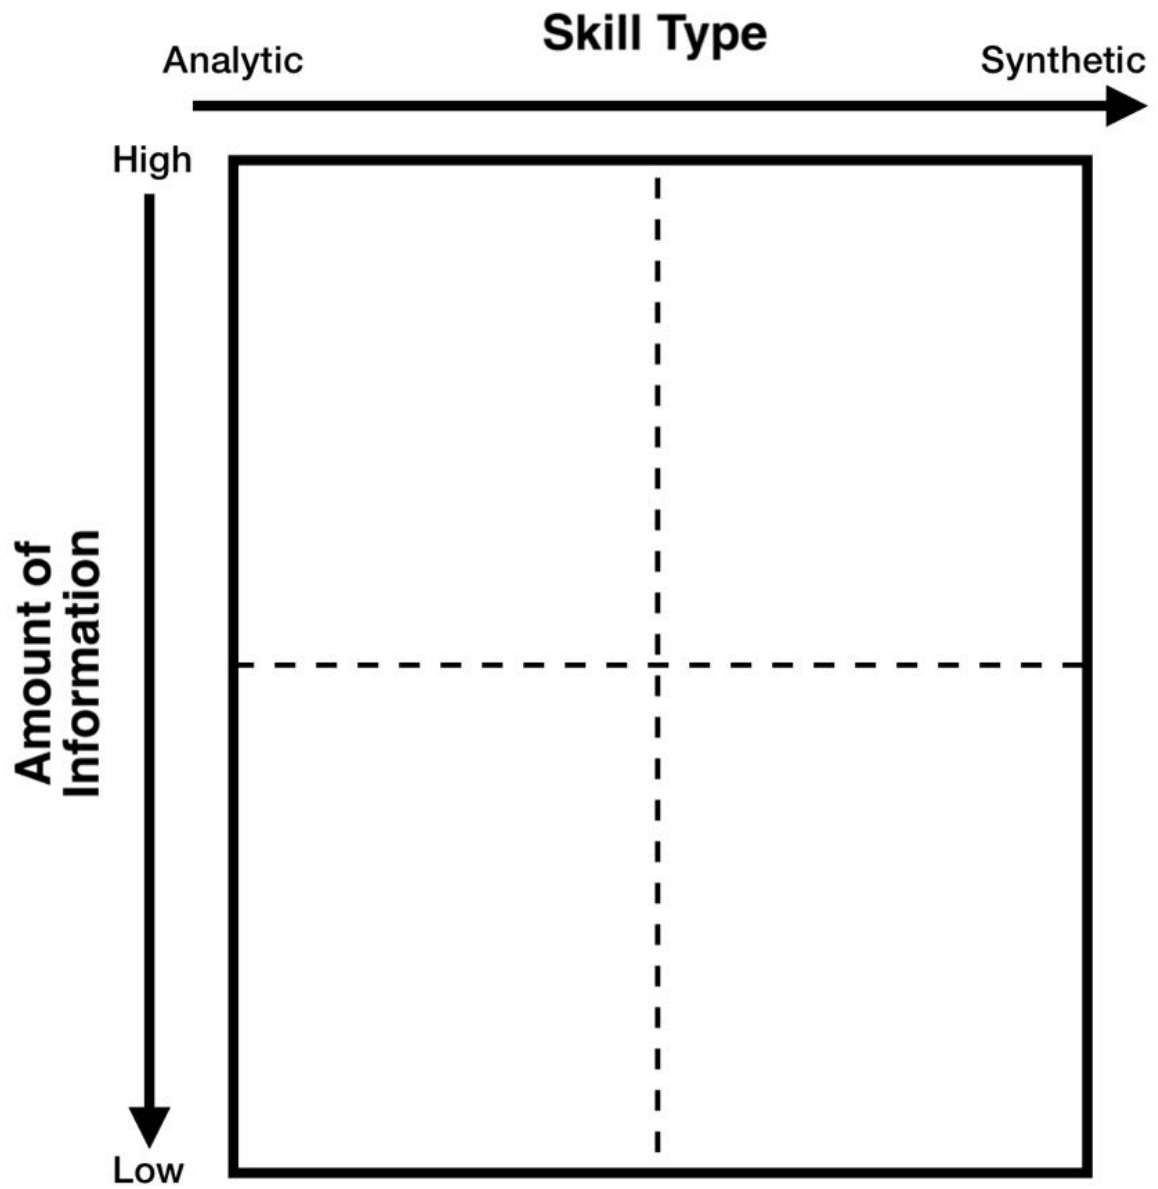 Skill Type
Analytic
Synthetic
High
Amount of
Information
Low